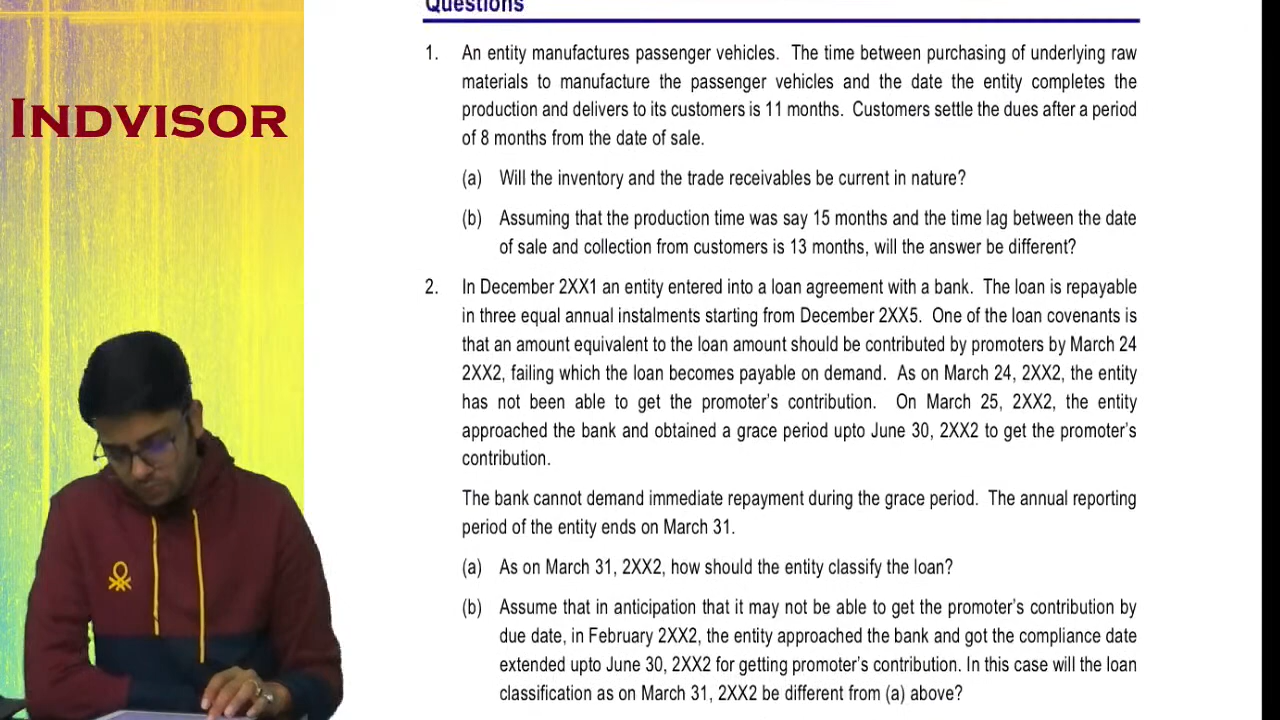 Questions
INDVISOR
1. An entity manufactures passenger vehicles. The time between purchasing of underlying raw
materials to manufacture the passenger vehicles and the date the entity completes the
production and delivers to its customers is 11 months. Customers settle the dues after a period
of 8 months from the date of sale.
(a) Will the inventory and the trade receivables be current in nature?
(b) Assuming that the production time was say 15 months and the time lag between the date
of sale and collection from customers is 13 months, will the answer be different?
2. In December 2XX1 an entity entered into a loan agreement with a bank. The loan is repayable
in three equal annual instalments starting from December 2XX5. One of the loan covenants is
that an amount equivalent to the loan amount should be contributed by promoters by March 24
2XX2, failing which the loan becomes payable on demand. As on March 24, 2XX2, the entity
has not been able to get the promoter's contribution. On March 25, 2XX2, the entity
approached the bank and obtained a grace period upto June 30, 2XX2 to get the promoter's
contribution.
The bank cannot demand immediate repayment during the grace period. The annual reporting
period of the entity ends on March 31.
(a) As on March 31, 2XX2, how should the entity classify the loan?
(b) Assume that in anticipation that it may not be able to get the promoter's contribution by
due date, in February 2XX2, the entity approached the bank and got the compliance date
extended upto June 30, 2XX2 for getting promoter's contribution. In this case will the loan
classification as on March 31, 2XX2 be different from (a) above?